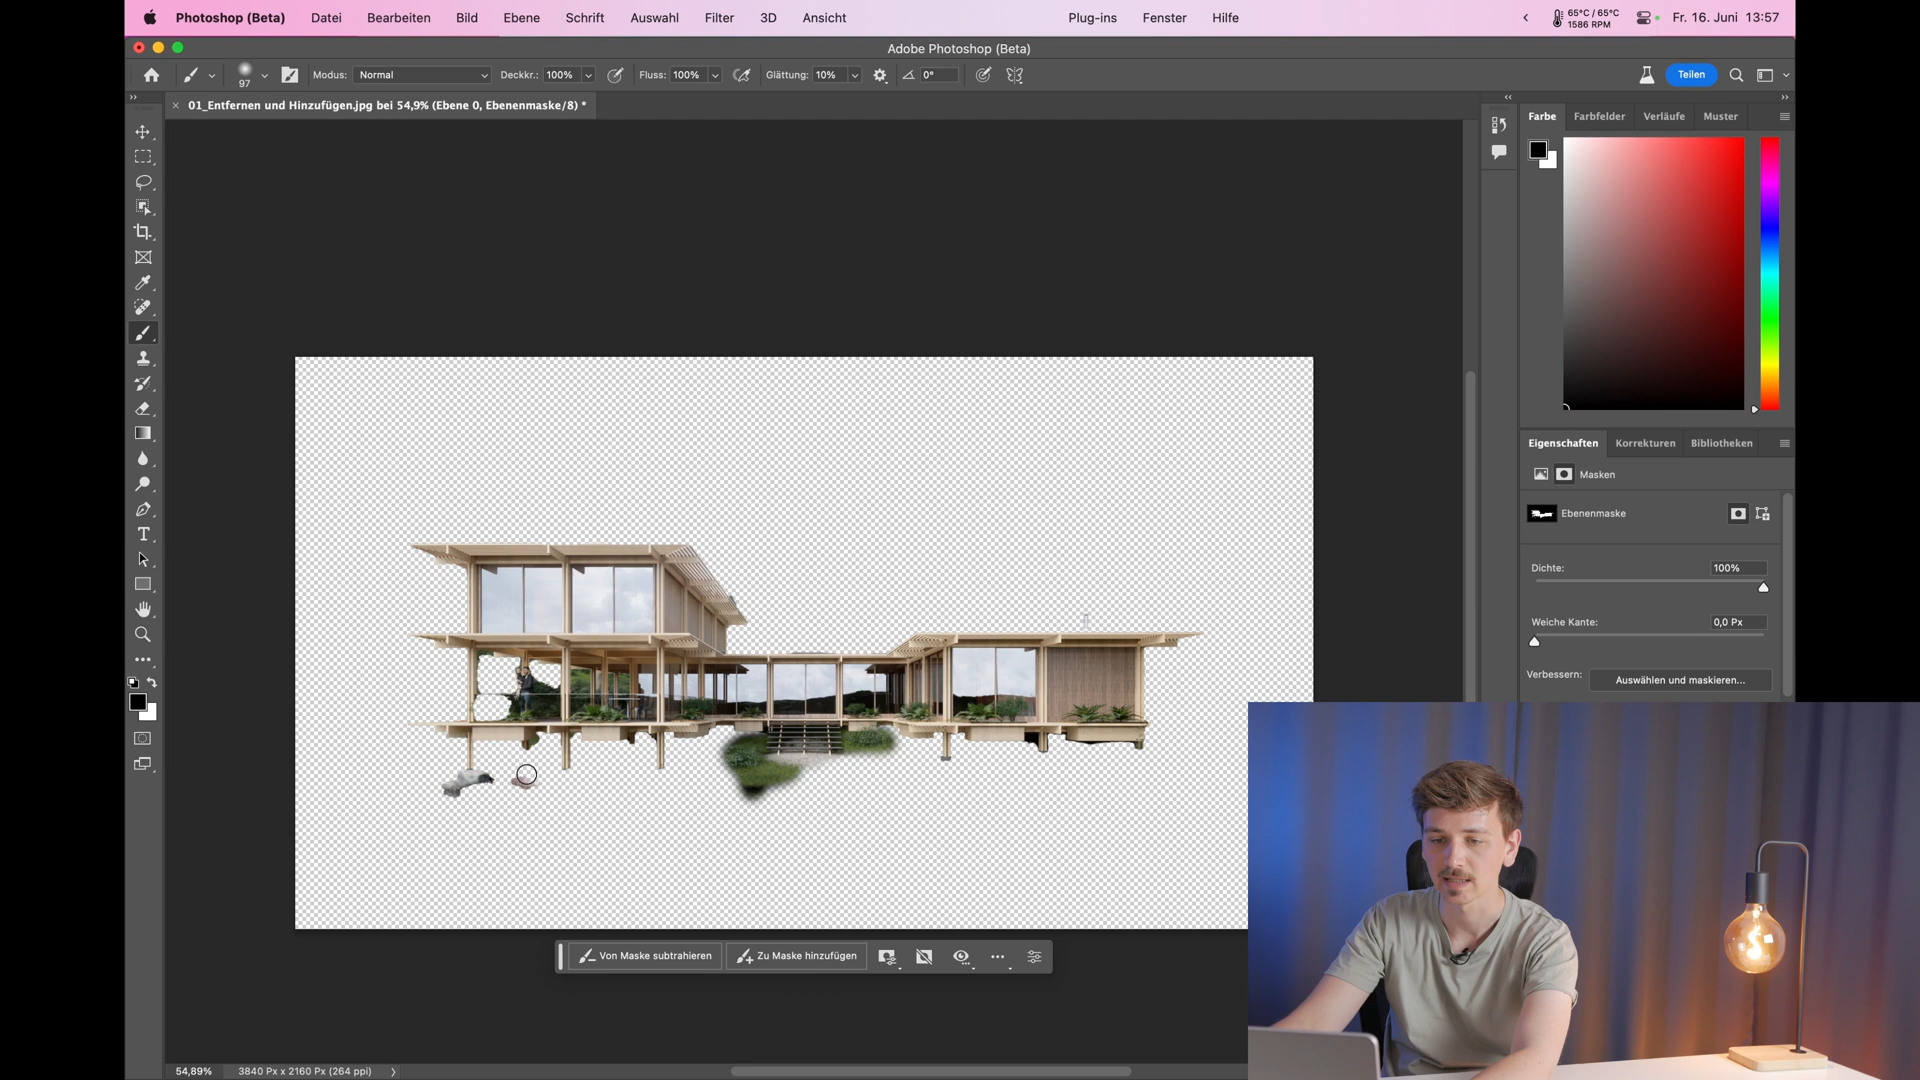 Photoshop (Beta) Datei Bearbeiten Bild Ebene Schrift Auswahl Filter 3D Ansicht Plug-ins Fenster Hilfe 65°C / 65°C 1586 RPM Fr. 16. Juni 13:57
Adobe Photoshop (Beta)
97 Modus: Normal Deckkr.: 100% Fluss: 100% Glättung: 10% 0° Teilen
01_Entfernen und Hinzufügen.jpg bei 54,9% (Ebene 0, Ebenenmaske/8) *
Farbe Farbfelder Verläufe Muster
Eigenschaften Korrekturen Bibliotheken
Masken
Ebenenmaske
Dichte: 100%
Weiche Kante: 0,0 Px
Verbessern: Auswählen und maskieren...
Von Maske subtrahieren Zu Maske hinzufügen
54,89% 3840 Px x 2160 Px (264 ppi)